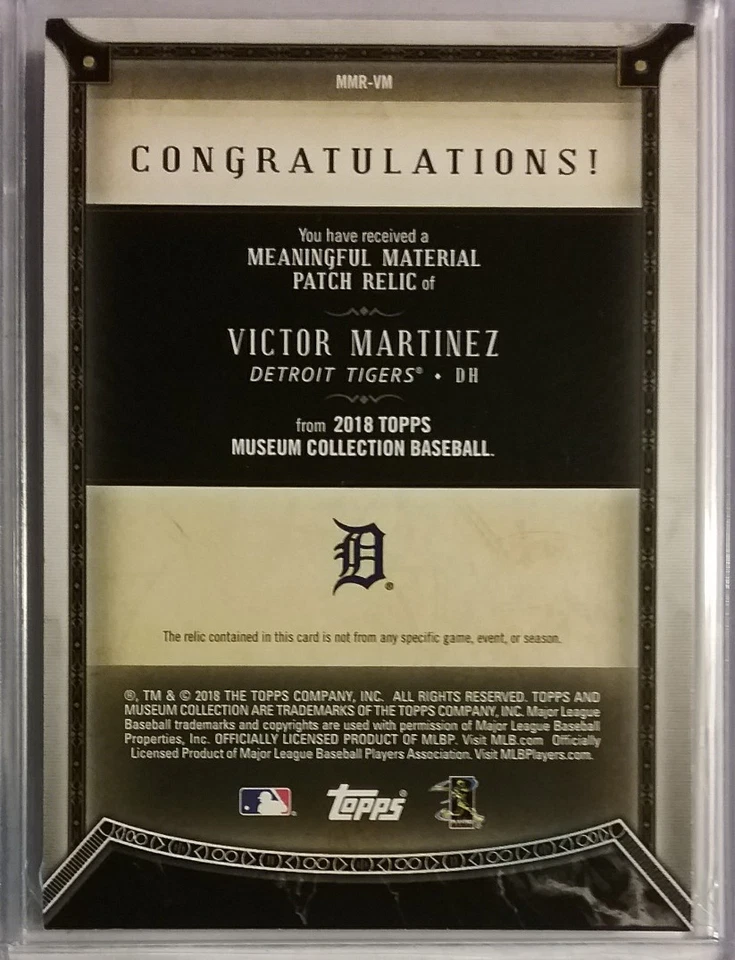 MMR-VM
CONGRATULATIONS!
You have received a
MEANINGFUL MATERIAL
PATCH RELIC of
VICTOR MARTINEZ
DETROIT TIGERS® • DH
from 2018 TOPPS
MUSEUM COLLECTION BASEBALL.
D®
The relic contained in this card is not from any specific game, event, or season.
®, TM & © 2018 THE TOPPS COMPANY, INC. ALL RIGHTS RESERVED. TOPPS AND
MUSEUM COLLECTION ARE TRADEMARKS OF THE TOPPS COMPANY, INC. Major League
Baseball trademarks and copyrights are used with permission of Major League Baseball
Properties, Inc. OFFICIALLY LICENSED PRODUCT OF MLBP. Visit MLB.com Officially
Licensed Product of Major League Baseball Players Association. Visit MLBPlayers.com.
topps®